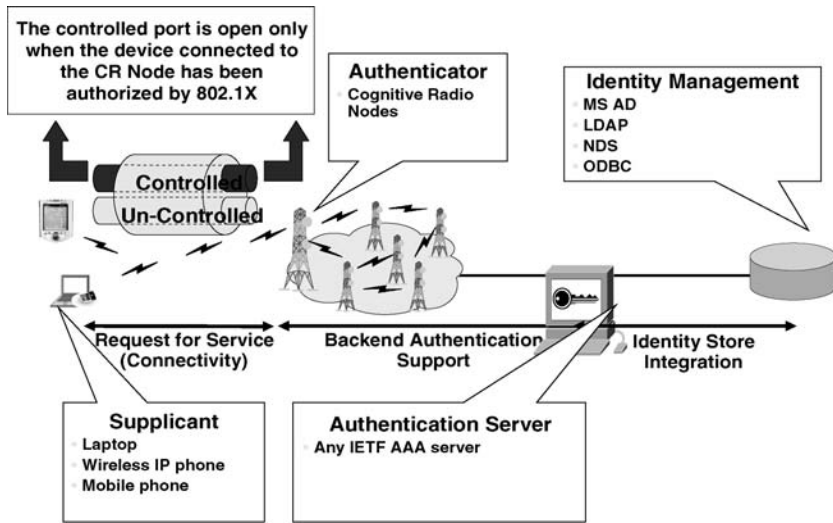 The controlled port is open only
when the device connected to
the CR Node has been
authorized by 802.1X
Authenticator
Cognitive Radio
Nodes
Identity Management
MS AD
LDAP
NDS
ODBC
Controlled
Un-Controlled
Request for Service
(Connectivity)
Backend Authentication
Support
Identity Store
Integration
Supplicant
Laptop
Wireless IP phone
Mobile phone
Authentication Server
Any IETF AAA server